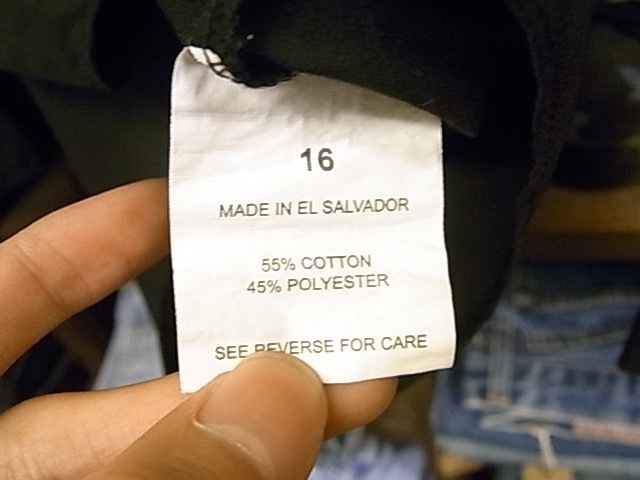 16
MADE IN EL SALVADOR
55% COTTON
45% POLYESTER
SEE REVERSE FOR CARE